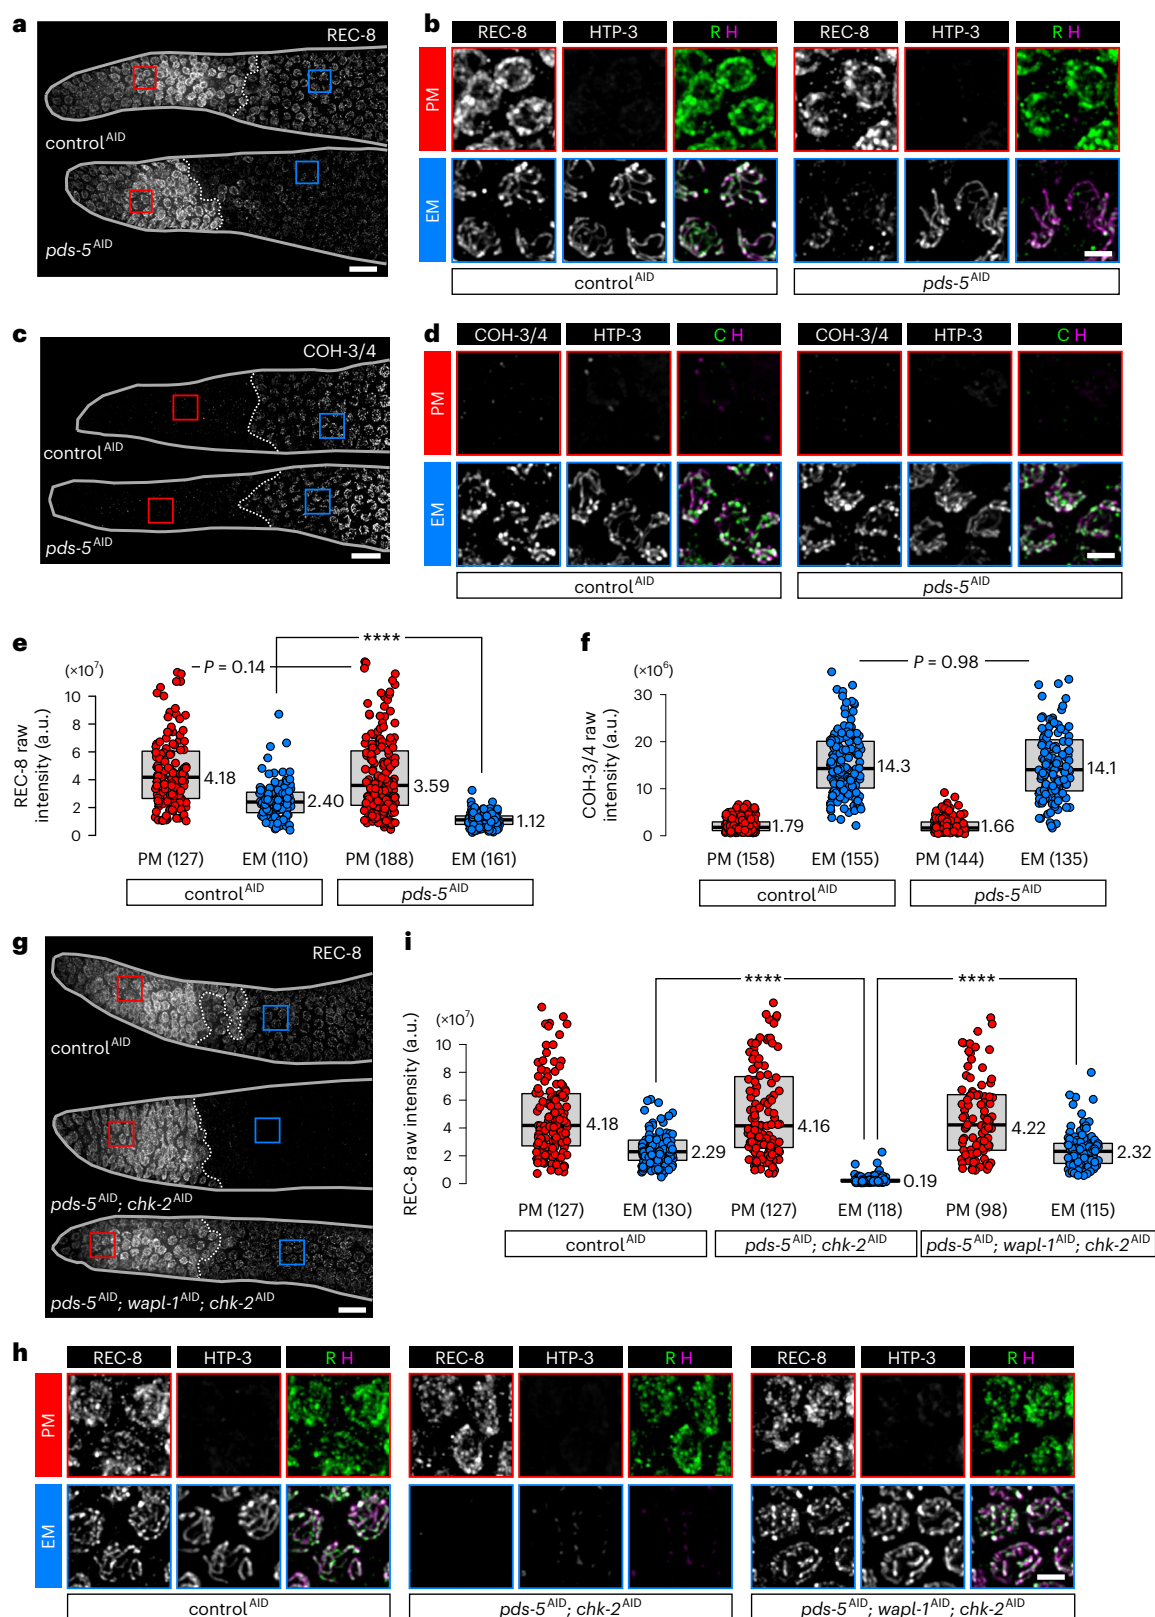 a
REC-8
control^AID
pds-5^AID
b
REC-8 HTP-3 R H REC-8 HTP-3 R H
PM
EM
control^AID pds-5^AID
c
COH-3/4
control^AID
pds-5^AID
d
COH-3/4 HTP-3 C H COH-3/4 HTP-3 C H
PM
EM
control^AID pds-5^AID
e
REC-8 raw
intensity (a.u.)
(×10⁷)
10
8
6
4
2
0
P = 0.14
****
4.18
2.40
3.59
1.12
PM (127) EM (110) PM (188) EM (161)
control^AID pds-5^AID
f
COH-3/4 raw
intensity (a.u.)
(×10⁶)
30
20
10
0
P = 0.98
1.79
14.3
1.66
14.1
PM (158) EM (155) PM (144) EM (135)
control^AID pds-5^AID
g
REC-8
control^AID
pds-5^AID; chk-2^AID
pds-5^AID; wapl-1^AID; chk-2^AID
i
REC-8 raw intensity (a.u.)
(×10⁷)
10
8
6
4
2
0
**** ****
4.18
2.29
4.16
0.19
4.22
2.32
PM (127) EM (130) PM (127) EM (118) PM (98) EM (115)
control^AID pds-5^AID; chk-2^AID pds-5^AID; wapl-1^AID; chk-2^AID
h
REC-8 HTP-3 R H REC-8 HTP-3 R H REC-8 HTP-3 R H
PM
EM
control^AID pds-5^AID; chk-2^AID pds-5^AID; wapl-1^AID; chk-2^AID